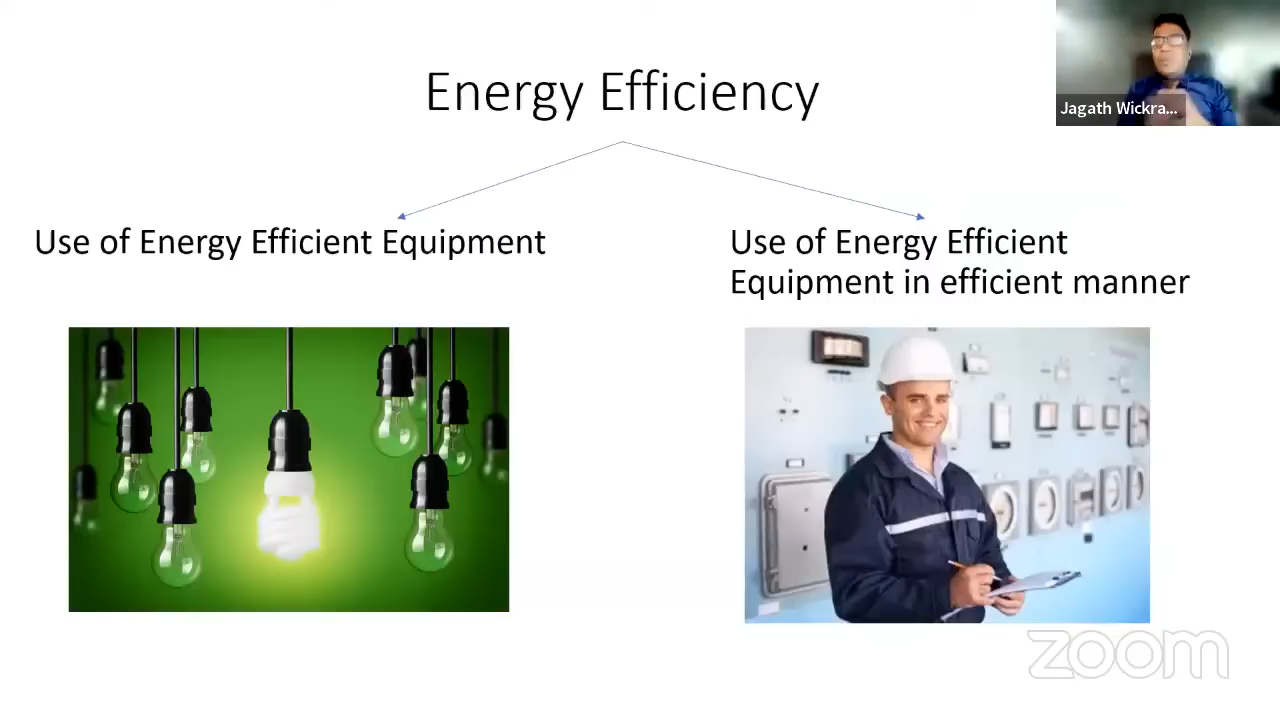 Energy Efficiency
Jagath Wickra...
Use of Energy Efficient Equipment
Use of Energy Efficient
Equipment in efficient manner
zoom